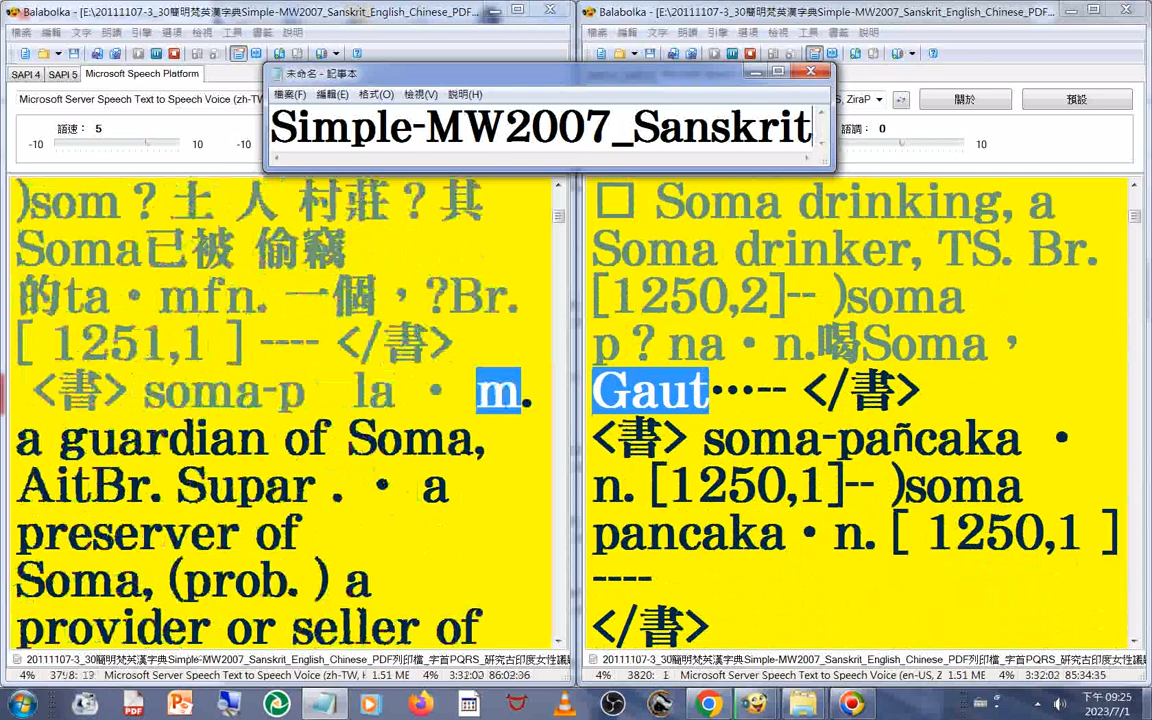 Balabolka - [E:\20111107-3_30簡明梵英漢字典Simple-MW2007_Sanskrit_English_Chinese_PDF...
檔案 編輯 文字 朗讀 引擎 選項 檢視 工具 書籤 說明
SAPI 4 SAPI 5 Microsoft Speech Platform
Microsoft Server Speech Text to Speech Voice (zh-TW,
語速： 5
-10 10 -10
)som？土 人 村莊？其
Soma已被 偷竊
的ta・mfn. 一個，?Br.
[ 1251,1 ] ---- </書>
<書> soma-p la ・ m.
a guardian of Soma,
AitBr. Supar . ・ a
preserver of
Soma, (prob. ) a
provider or seller of
20111107-3_30簡明梵英漢字典Simple-MW2007_Sanskrit_English_Chinese_PDF列印檔_字首PQRS_研究古印度女性議
4% 3798: 19 Microsoft Server Speech Text to Speech Voice (zh-TW, H 1.51 MB 4% 3:32:00 86:02:36
未命名 - 記事本
檔案(F) 編輯(E) 格式(O) 檢視(V) 說明(H)
Simple-MW2007_Sanskrit
Balabolka - [E:\20111107-3_30簡明梵英漢字典Simple-MW2007_Sanskrit_English_Chinese_PDF...
檔案 編輯 文字 朗讀 引擎 選項 檢視 工具 書籤 說明
, ZiraP 關於 預設
語調： 0
10
□ Soma drinking, a
Soma drinker, TS. Br.
[1250,2]-- )soma
p？na・n.喝Soma，
Gaut…-- </書>
<書> soma-pañcaka ・
n. [1250,1]-- )soma
pancaka・n. [ 1250,1 ]
----
</書>
20111107-3_30簡明梵英漢字典Simple-MW2007_Sanskrit_English_Chinese_PDF列印檔_字首PQRS_研究古印度女性議
4% 3820: 1 Microsoft Server Speech Text to Speech Voice (en-US, Z 1.51 MB 4% 3:32:02 85:34:35
下午 09:25
2023/7/1